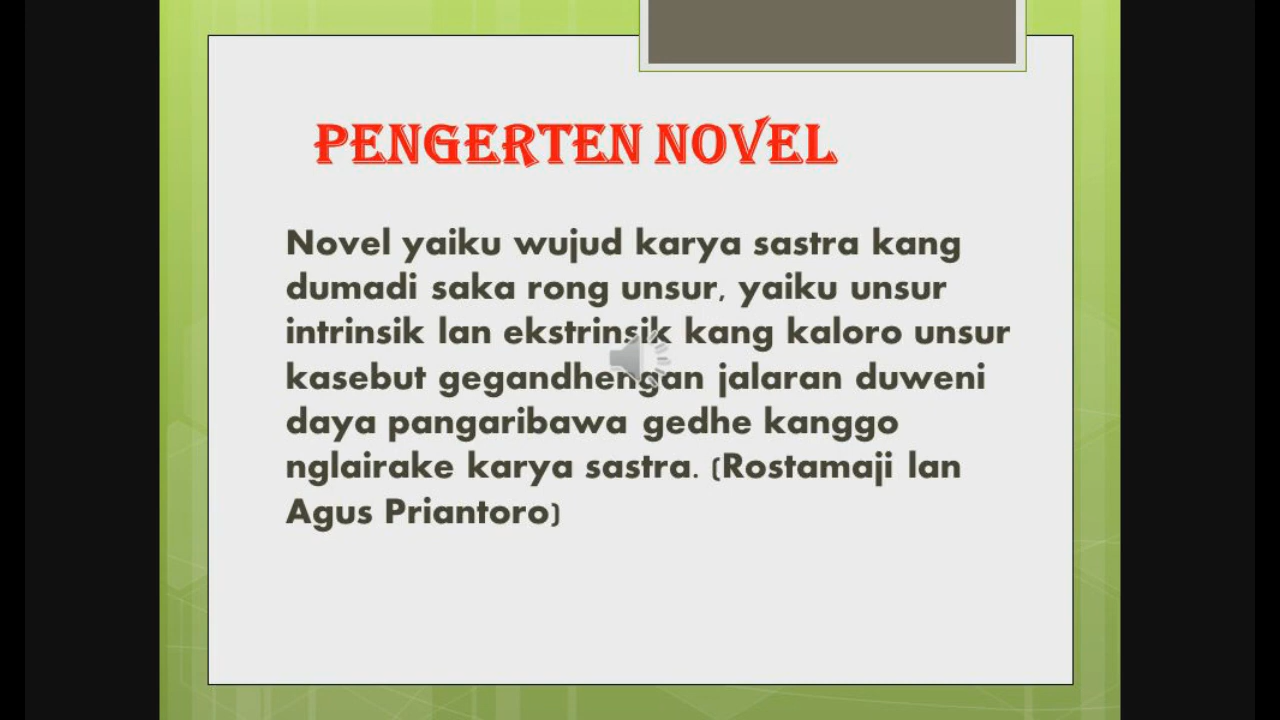 PENGERTEN NOVEL
Novel yaiku wujud karya sastra kang
dumadi saka rong unsur, yaiku unsur
intrinsik lan ekstrinsik kang kaloro unsur
kasebut gegandhengan jalaran duweni
daya pangaribawa gedhe kanggo
nglairake karya sastra. (Rostamaji lan
Agus Priantoro)